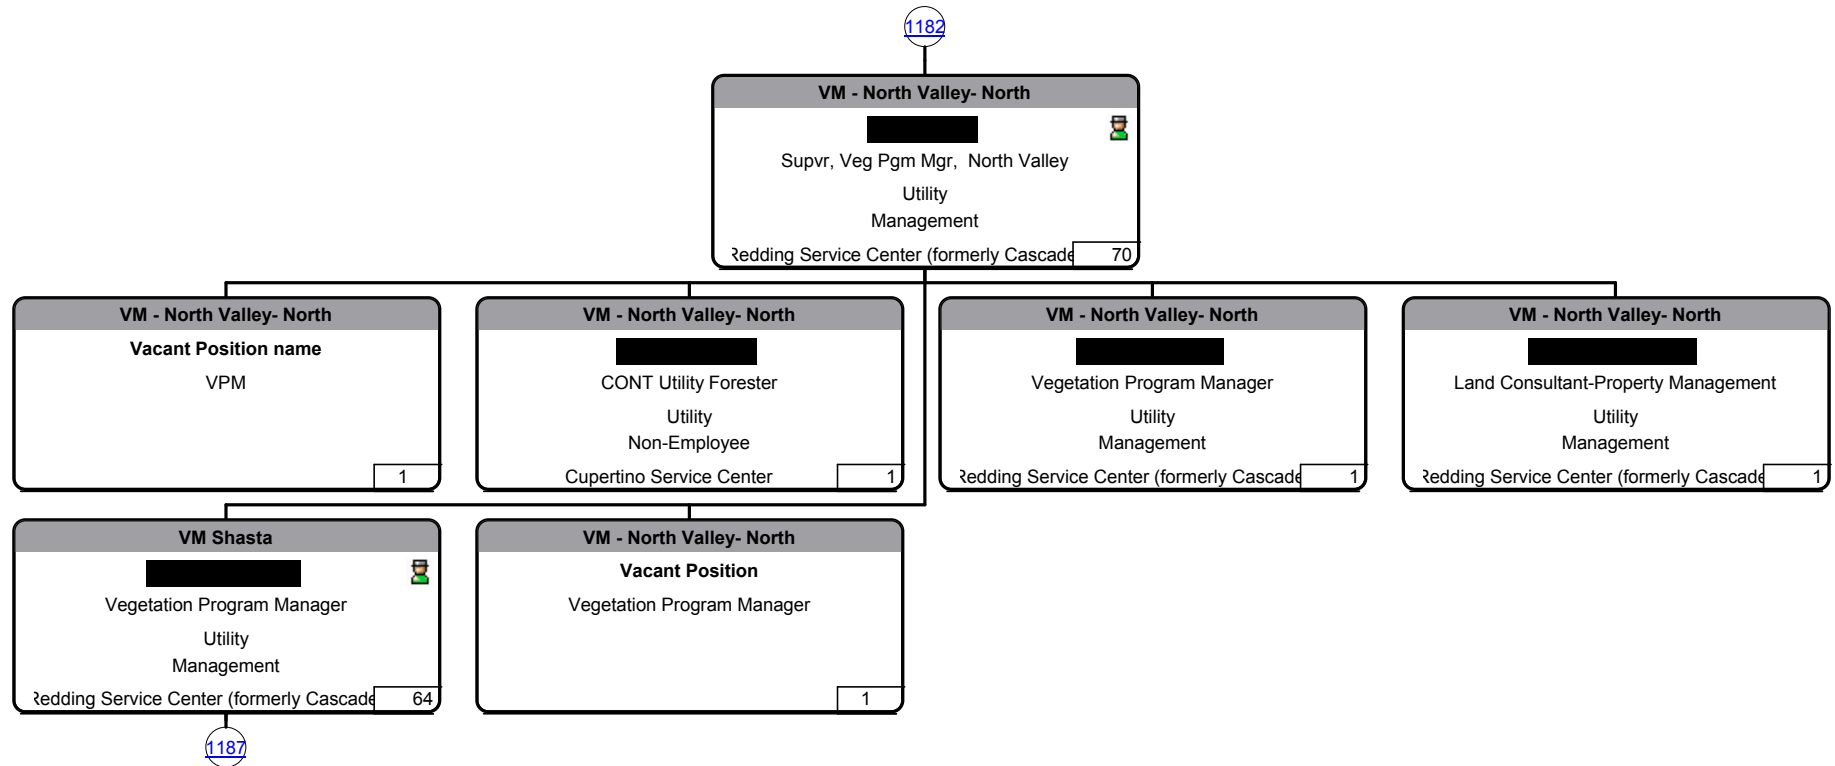 1182
VM - North Valley- North
Supvr, Veg Pgm Mgr,  North Valley
Utility
Management
Redding Service Center (formerly Cascade
70
VM - North Valley- North
Vacant Position name
VPM
1
VM - North Valley- North
CONT Utility Forester
Utility
Non-Employee
Cupertino Service Center
1
VM - North Valley- North
Vegetation Program Manager
Utility
Management
Redding Service Center (formerly Cascade
1
VM - North Valley- North
Land Consultant-Property Management
Utility
Management
Redding Service Center (formerly Cascade
1
VM Shasta
Vegetation Program Manager
Utility
Management
Redding Service Center (formerly Cascade
64
VM - North Valley- North
Vacant Position
Vegetation Program Manager
1
1187